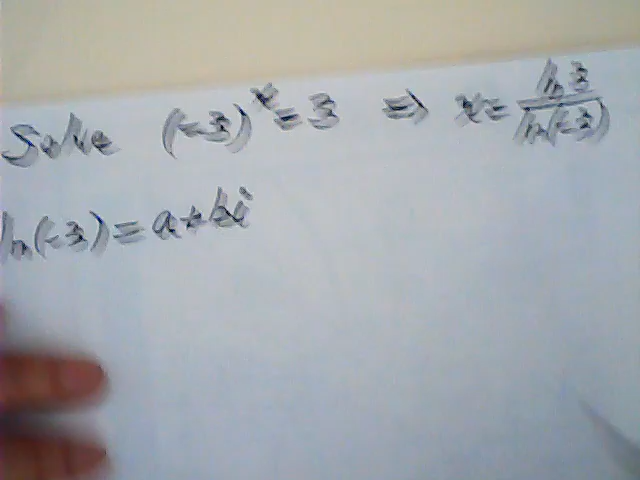 Solve (-3)^x = 3 ⇒ x = ln 3 / ln(-3)
ln(-3) = a + bi